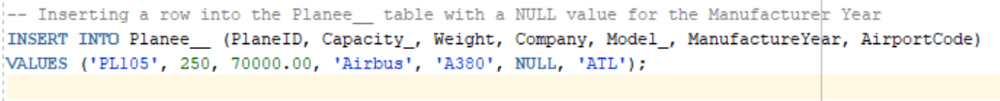 -- Inserting a row into the Planee__ table with a NULL value for the Manufacturer Year
INSERT INTO Planee__ (PlaneID, Capacity_, Weight, Company, Model_, ManufactureYear, AirportCode)
VALUES ('PL105', 250, 70000.00, 'Airbus', 'A380', NULL, 'ATL');